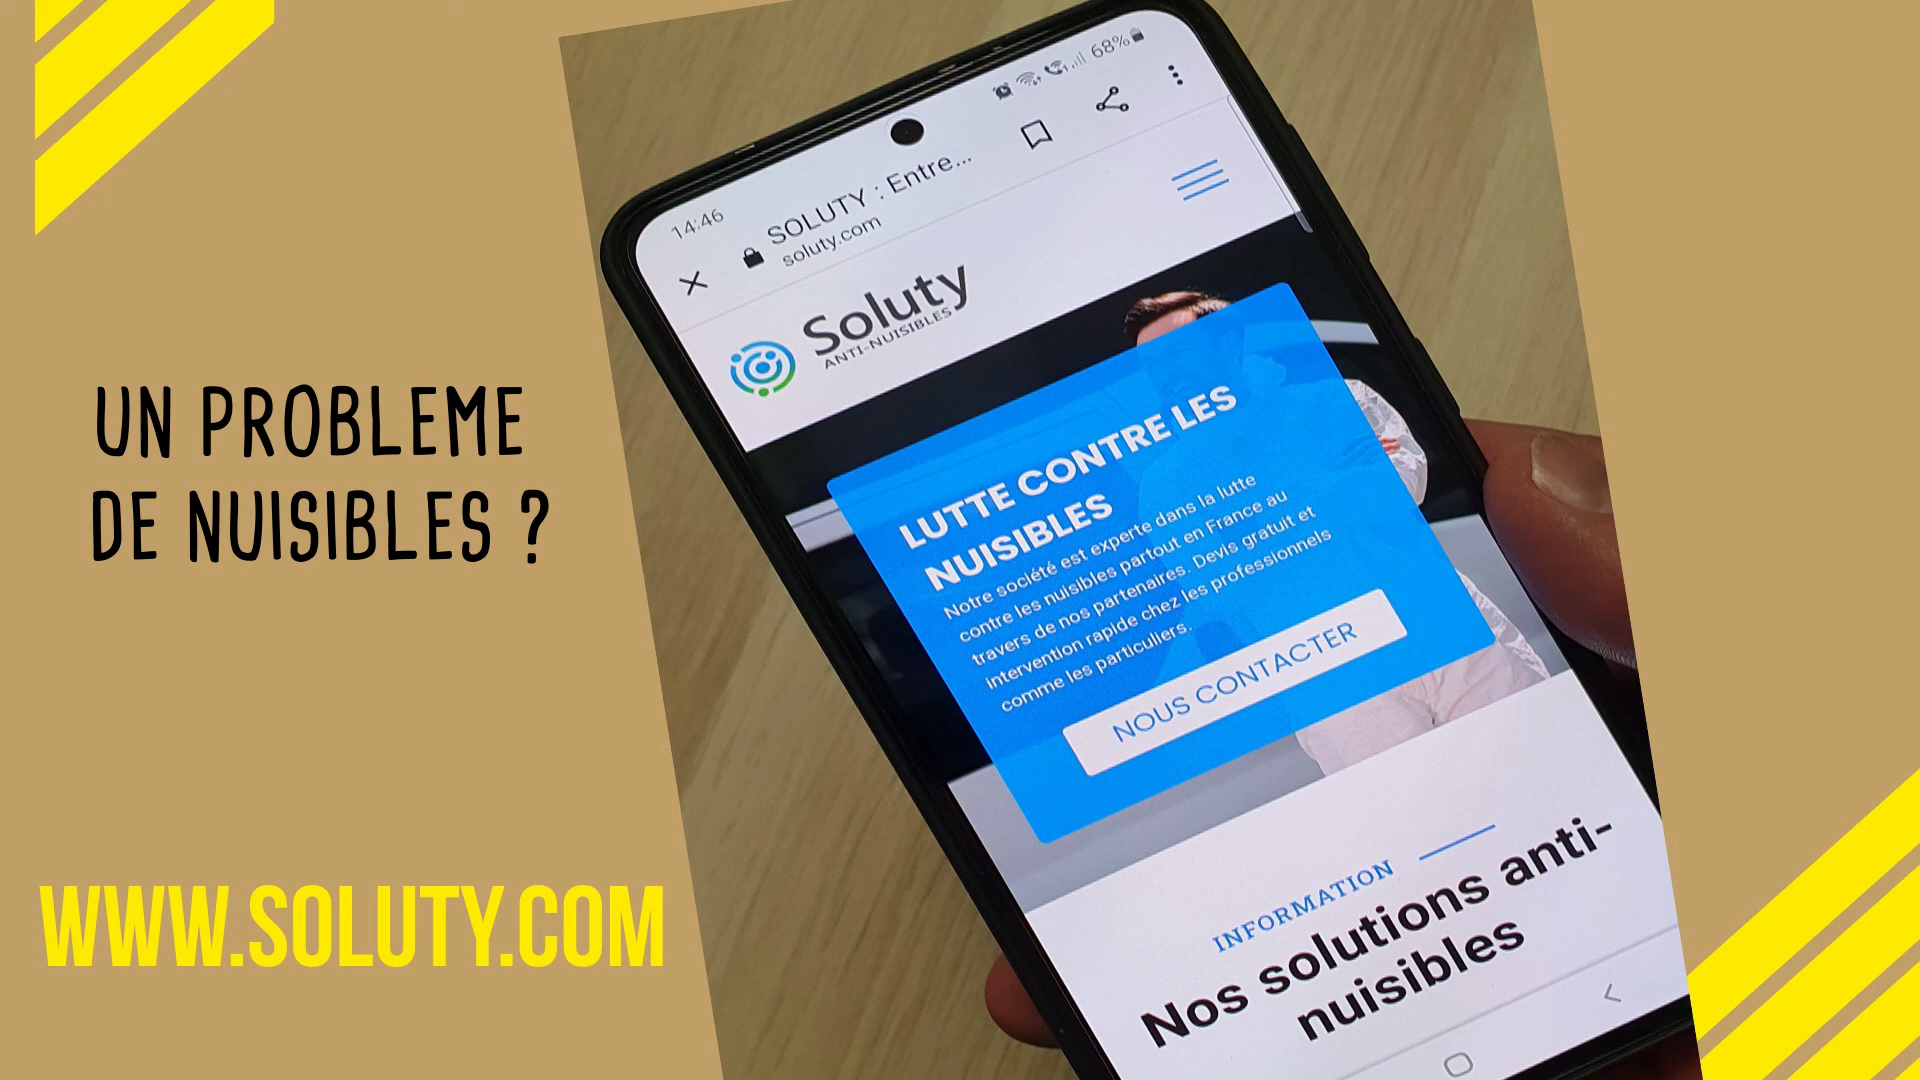 UN PROBLEME
DE NUISIBLES ?
WWW.SOLUTY.COM
14:46
68%
SOLUTY : Entre...
soluty.com
Soluty
ANTI-NUISIBLES
LUTTE CONTRE LES
NUISIBLES
Notre société est experte dans la lutte
contre les nuisibles partout en France au
travers de nos partenaires. Devis gratuit et
intervention rapide chez les professionnels
comme les particuliers.
NOUS CONTACTER
INFORMATION
Nos solutions anti-
nuisibles